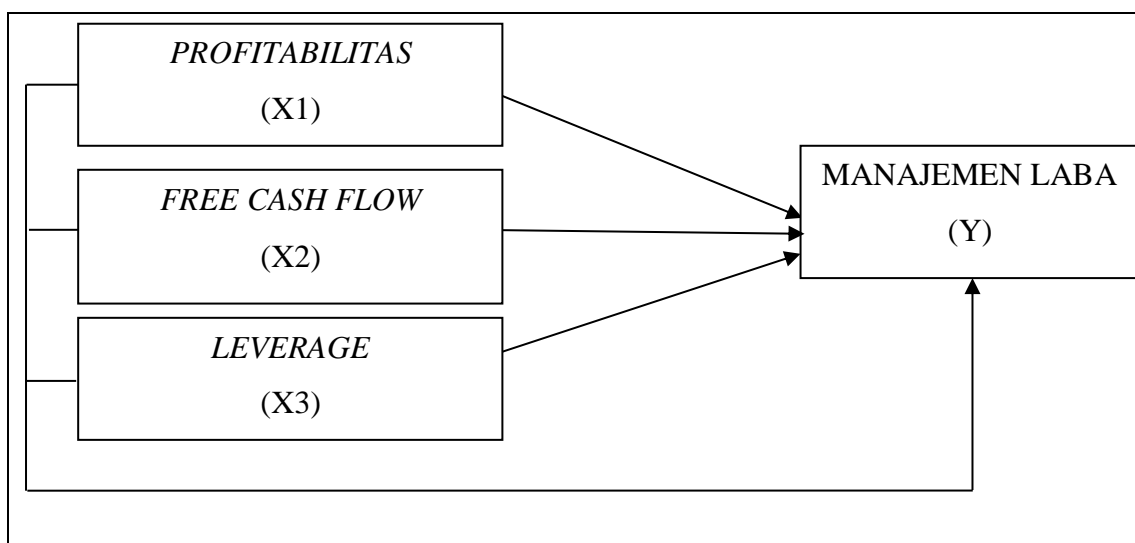 PROFITABILITAS
(X1)
FREE CASH FLOW
(X2)
LEVERAGE
(X3)
MANAJEMEN LABA
(Y)